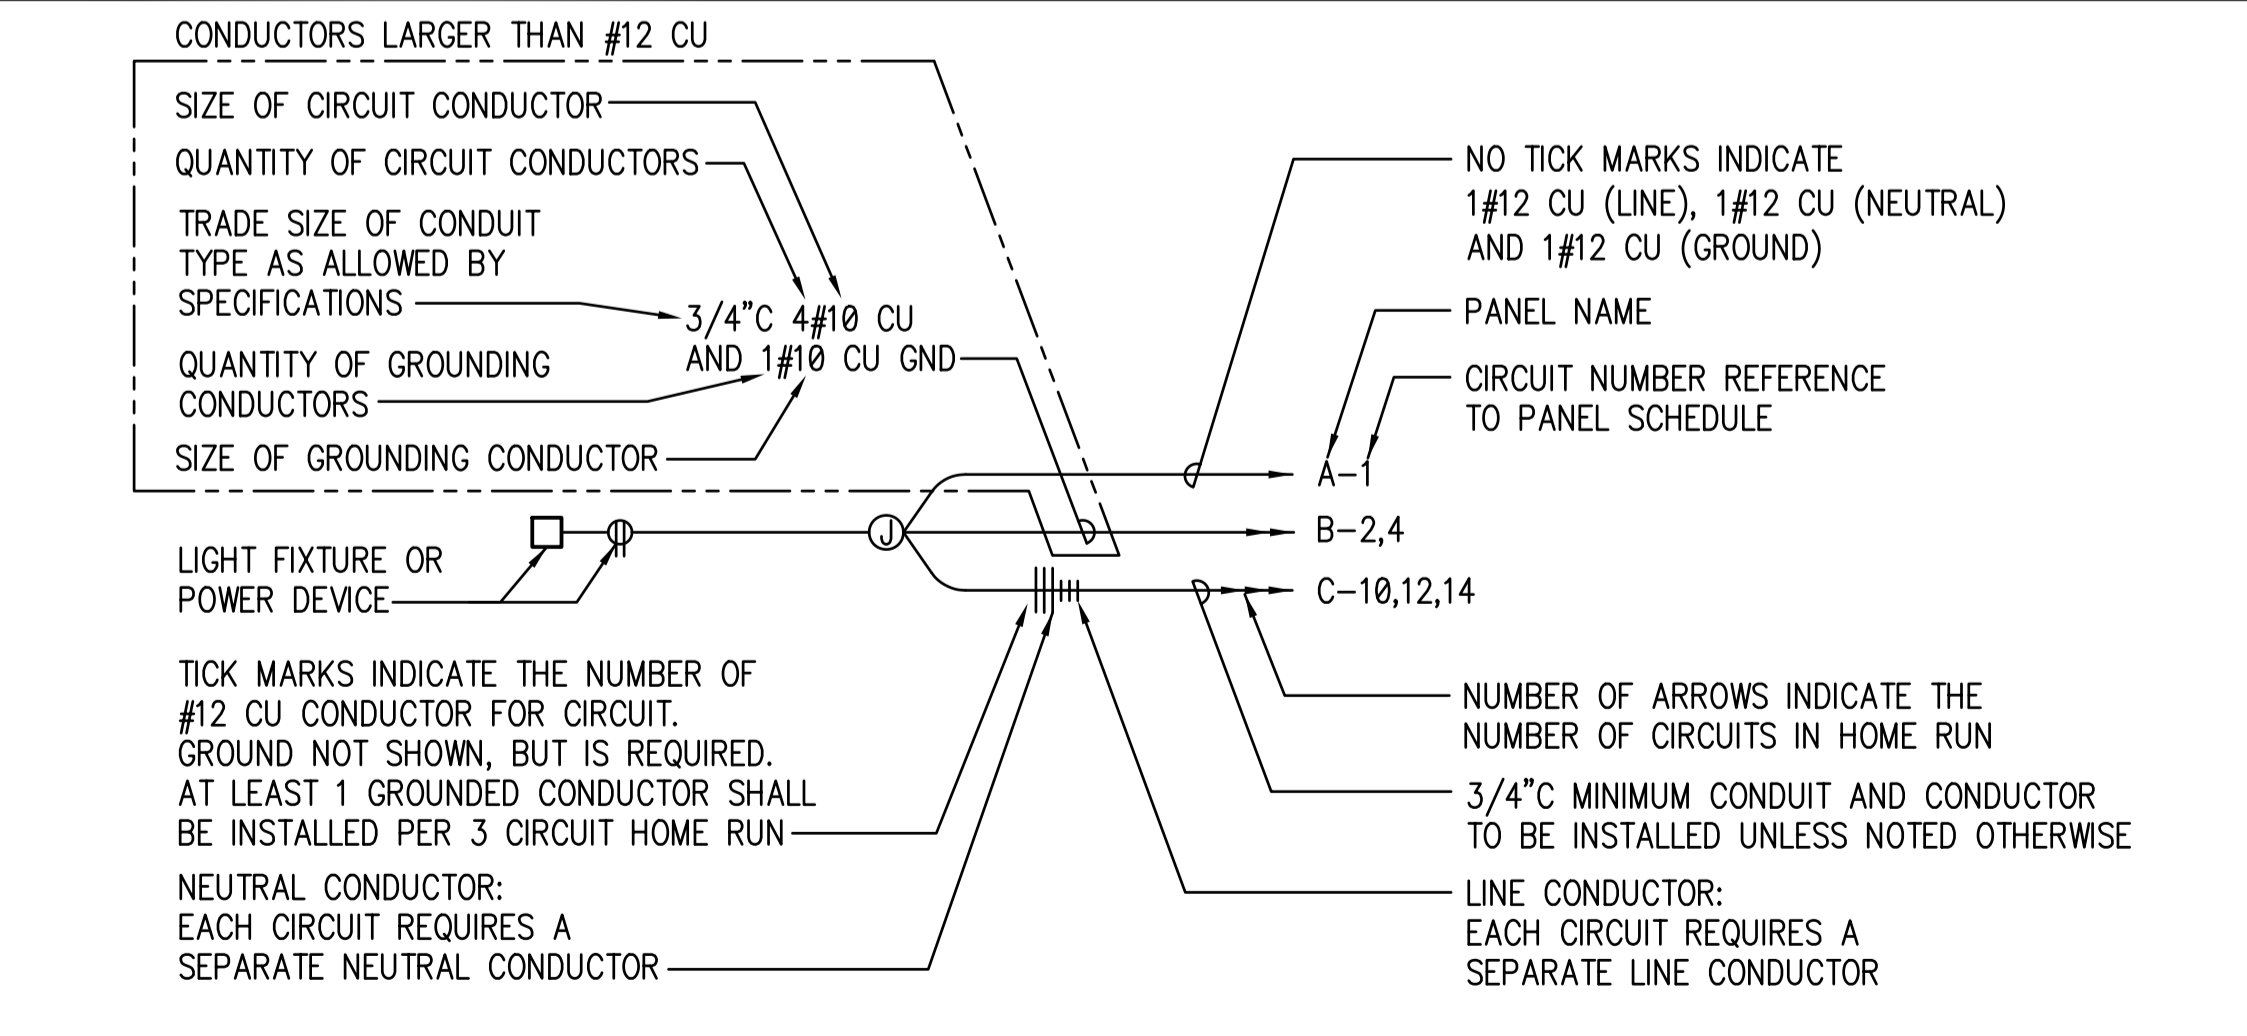 CONDUCTORS LARGER THAN #12 CU
SIZE OF CIRCUIT CONDUCTOR
QUANTITY OF CIRCUIT CONDUCTORS
TRADE SIZE OF CONDUIT
TYPE AS ALLOWED BY
SPECIFICATIONS
3/4"C 4#10 CU
AND 1#10 CU GND
QUANTITY OF GROUNDING
CONDUCTORS
SIZE OF GROUNDING CONDUCTOR
NO TICK MARKS INDICATE
1#12 CU (LINE), 1#12 CU (NEUTRAL)
AND 1#12 CU (GROUND)
PANEL NAME
CIRCUIT NUMBER REFERENCE
TO PANEL SCHEDULE
A-1
J
B-2,4
C-10,12,14
LIGHT FIXTURE OR
POWER DEVICE
TICK MARKS INDICATE THE NUMBER OF
#12 CU CONDUCTOR FOR CIRCUIT.
GROUND NOT SHOWN, BUT IS REQUIRED.
AT LEAST 1 GROUNDED CONDUCTOR SHALL
BE INSTALLED PER 3 CIRCUIT HOME RUN
NEUTRAL CONDUCTOR:
EACH CIRCUIT REQUIRES A
SEPARATE NEUTRAL CONDUCTOR
NUMBER OF ARROWS INDICATE THE
NUMBER OF CIRCUITS IN HOME RUN
3/4"C MINIMUM CONDUIT AND CONDUCTOR
TO BE INSTALLED UNLESS NOTED OTHERWISE
LINE CONDUCTOR:
EACH CIRCUIT REQUIRES A
SEPARATE LINE CONDUCTOR